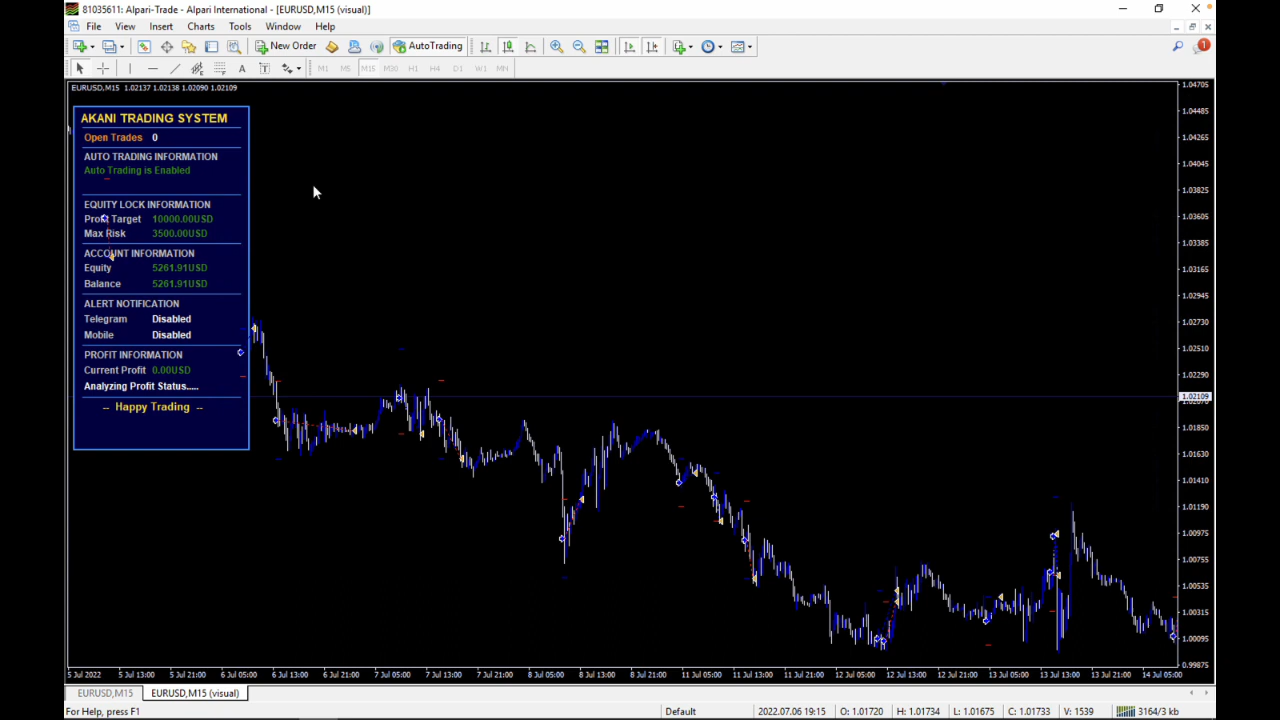 81035611: Alpari-Trade - Alpari International - [EURUSD,M15 (visual)]
File View Insert Charts Tools Window Help
New Order AutoTrading 1
A T M1 M5 M15 M30 H1 H4 D1 W1 MN
EURUSD,M15 1.02137 1.02138 1.02090 1.02109
AKANI TRADING SYSTEM
Open Trades 0
AUTO TRADING INFORMATION
Auto Trading is Enabled
EQUITY LOCK INFORMATION
Profit Target 10000.00USD
Max Risk 3500.00USD
ACCOUNT INFORMATION
Equity 5261.91USD
Balance 5261.91USD
ALERT NOTIFICATION
Telegram Disabled
Mobile Disabled
PROFIT INFORMATION
Current Profit 0.00USD
Analyzing Profit Status.....
-- Happy Trading --
1.04705
1.04485
1.04265
1.04045
1.03825
1.03605
1.03385
1.03165
1.02945
1.02730
1.02510
1.02290
1.02109
1.01850
1.01630
1.01410
1.01190
1.00975
1.00755
1.00535
1.00315
1.00095
0.99875
5 Jul 2022 5 Jul 13:00 5 Jul 21:00 6 Jul 05:00 6 Jul 13:00 6 Jul 21:00 7 Jul 05:00 7 Jul 13:00 7 Jul 21:00 8 Jul 05:00 8 Jul 13:00 8 Jul 21:00 11 Jul 05:00 11 Jul 13:00 11 Jul 21:00 12 Jul 05:00 12 Jul 13:00 12 Jul 21:00 13 Jul 05:00 13 Jul 13:00 13 Jul 21:00 14 Jul 05:00
EURUSD,M15 EURUSD,M15 (visual)
For Help, press F1 Default 2022.07.06 19:15 O: 1.01720 H: 1.01734 L: 1.01675 C: 1.01733 V: 1539 3164/3 kb